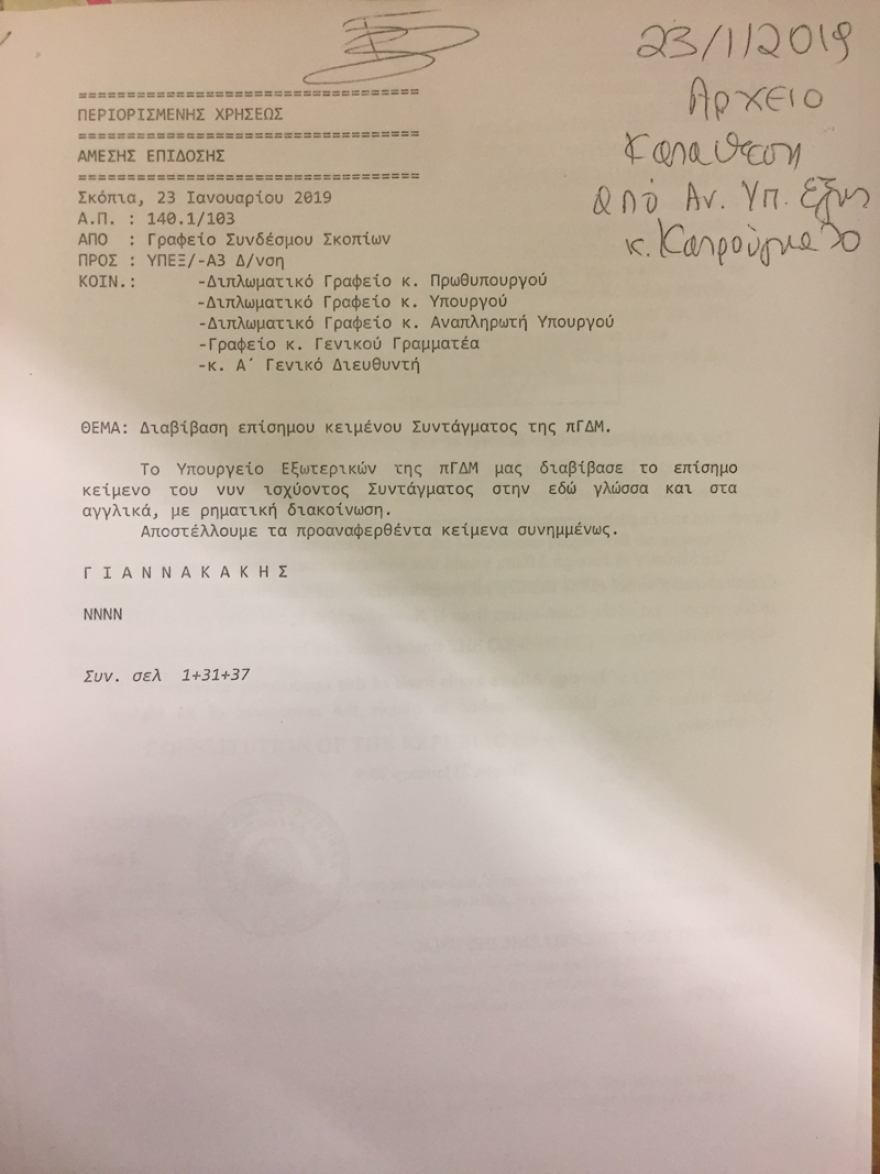 23/1/2019
Αρχειο
Καταθεση
από Αν. Υπ. Εξης
κ. Κατρούγκαλο
==================================
ΠΕΡΙΟΡΙΣΜΕΝΗΣ ΧΡΗΣΕΩΣ
==================================
ΑΜΕΣΗΣ ΕΠΙΔΟΣΗΣ
==================================
Σκόπια, 23 Ιανουαρίου 2019
Α.Π. : 140.1/103
ΑΠΟ : Γραφείο Συνδέσμου Σκοπίων
ΠΡΟΣ : ΥΠΕΞ/-Α3 Δ/νση
ΚΟΙΝ.: -Διπλωματικό Γραφείο κ. Πρωθυπουργού
-Διπλωματικό Γραφείο κ. Υπουργού
-Διπλωματικό Γραφείο κ. Αναπληρωτή Υπουργού
-Γραφείο κ. Γενικού Γραμματέα
-κ. Α΄ Γενικό Διευθυντή
ΘΕΜΑ: Διαβίβαση επίσημου κειμένου Συντάγματος της πΓΔΜ.
Το Υπουργείο Εξωτερικών της πΓΔΜ μας διαβίβασε το επίσημο
κείμενο του νυν ισχύοντος Συντάγματος στην εδώ γλώσσα και στα
αγγλικά, με ρηματική διακοίνωση.
Αποστέλλουμε τα προαναφερθέντα κείμενα συνημμένως.
Γ Ι Α Ν Ν Α Κ Α Κ Η Σ
NNNN
Συν. σελ 1+31+37